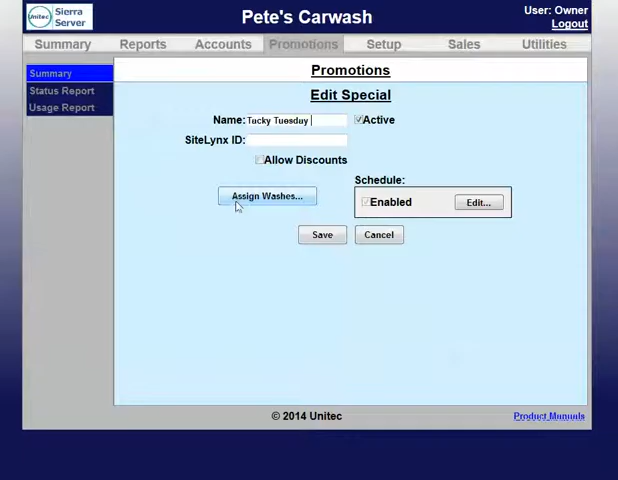 Unitec
Sierra
Server
Pete's Carwash
User: Owner
Logout
Summary
Reports
Accounts
Promotions
Setup
Sales
Utilities
Summary
Status Report
Usage Report
Promotions
Edit Special
Name: Tucky Tuesday
Active
SiteLynx ID:
Allow Discounts
Assign Washes...
Schedule:
Enabled
Edit...
Save
Cancel
© 2014 Unitec
Product Manuals